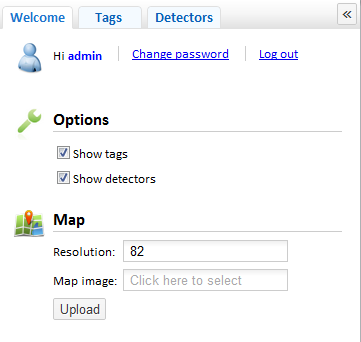 Welcome Tags Detectors «
Hi admin Change password Log out
Options
Show tags
Show detectors
Map
Resolution: 82
Map image: Click here to select
Upload